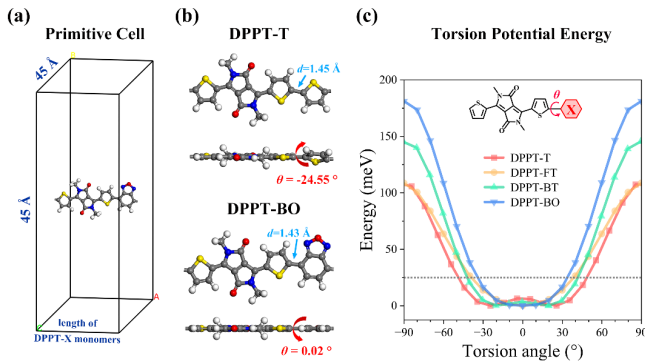 (a)
Primitive Cell
45 Å
45 Å
A
length of
DPPT-X monomers
(b)
DPPT-T
d=1.45 Å
θ = -24.55 °
DPPT-BO
d=1.43 Å
θ = 0.02 °
(c)
Torsion Potential Energy
Energy (meV)
200
150
100
50
0
S
N
O
O
N
S
θ
X
DPPT-T
DPPT-FT
DPPT-BT
DPPT-BO
−90 −60 −30 0 30 60 90
Torsion angle (°)